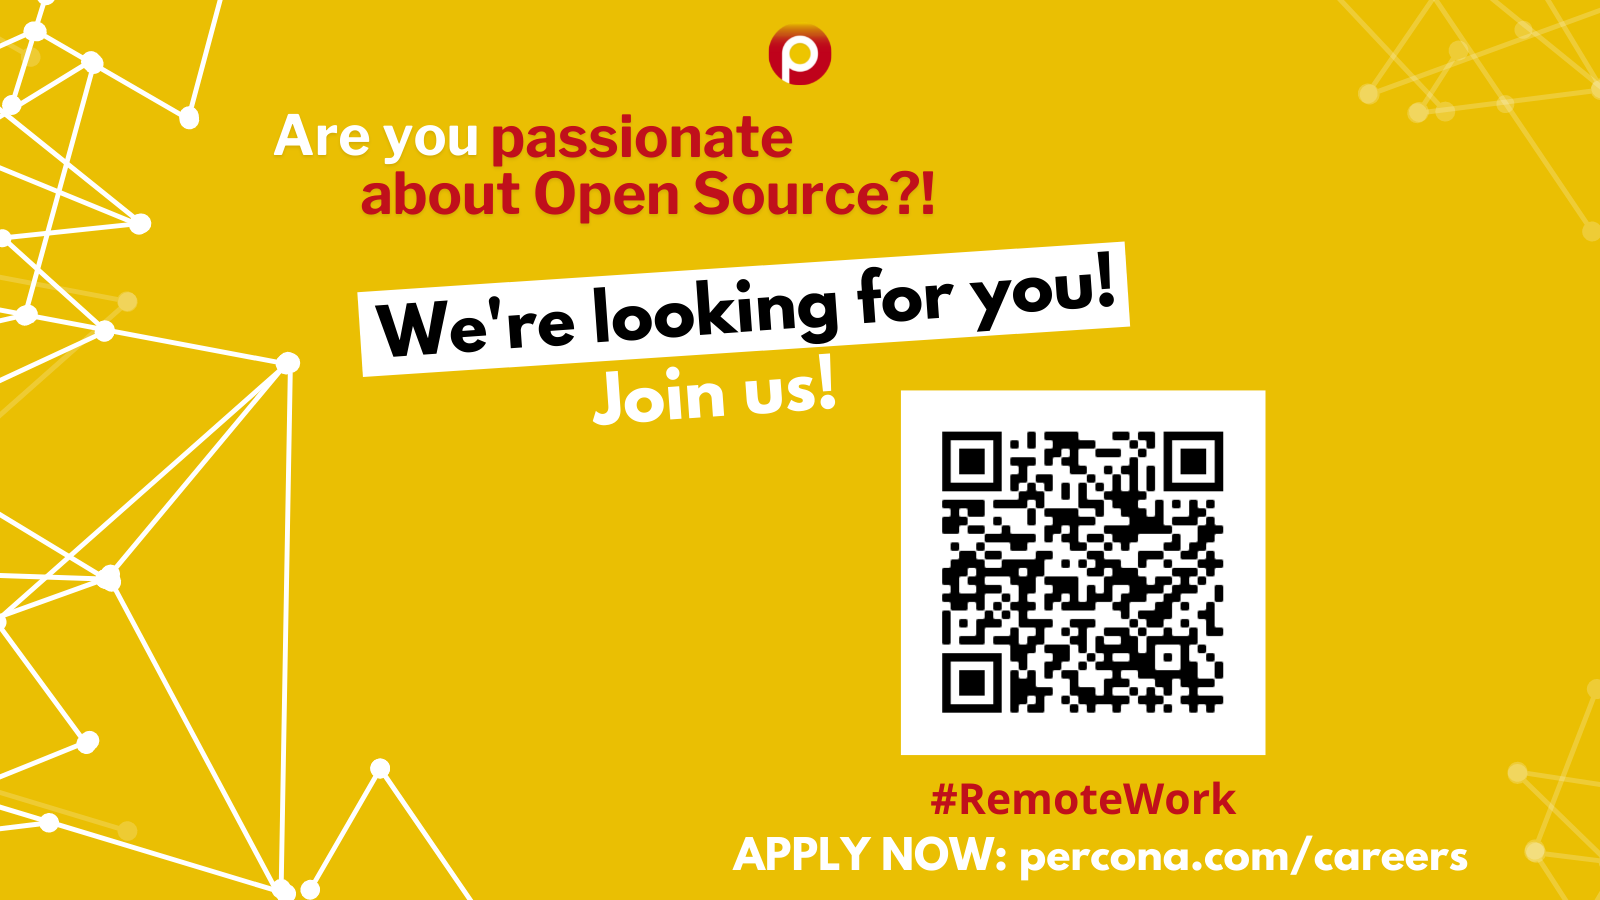 Are you passionate
about Open Source?!
We're looking for you!
Join us!
#RemoteWork
APPLY NOW: percona.com/careers